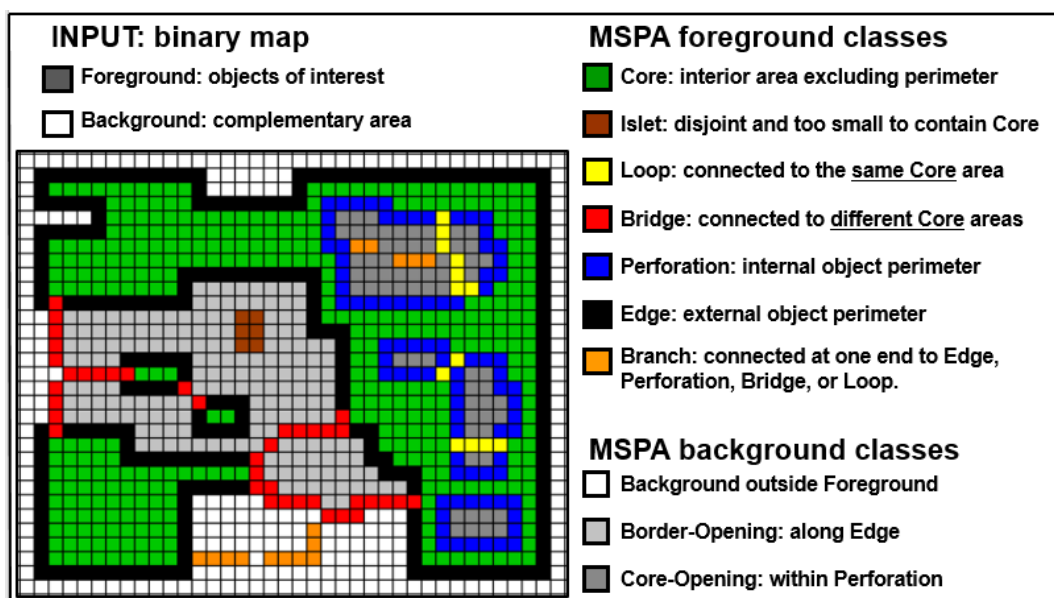 INPUT: binary map
Foreground: objects of interest
Background: complementary area
MSPA foreground classes
Core: interior area excluding perimeter
Islet: disjoint and too small to contain Core
Loop: connected to the same Core area
Bridge: connected to different Core areas
Perforation: internal object perimeter
Edge: external object perimeter
Branch: connected at one end to Edge,
Perforation, Bridge, or Loop.
MSPA background classes
Background outside Foreground
Border-Opening: along Edge
Core-Opening: within Perforation